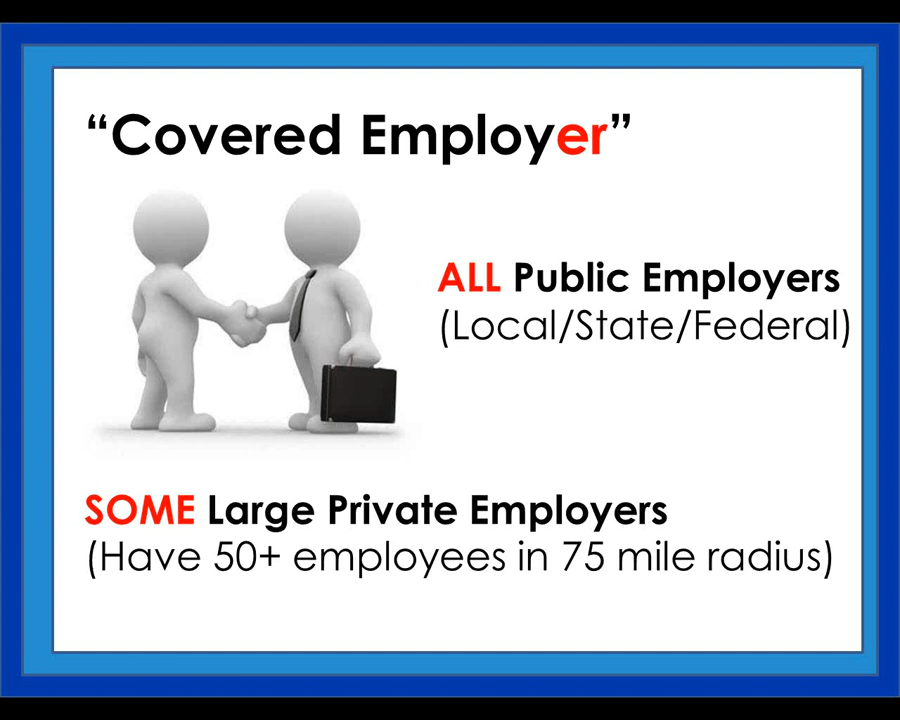 “Covered Employer”
ALL Public Employers
(Local/State/Federal)
SOME Large Private Employers
(Have 50+ employees in 75 mile radius)